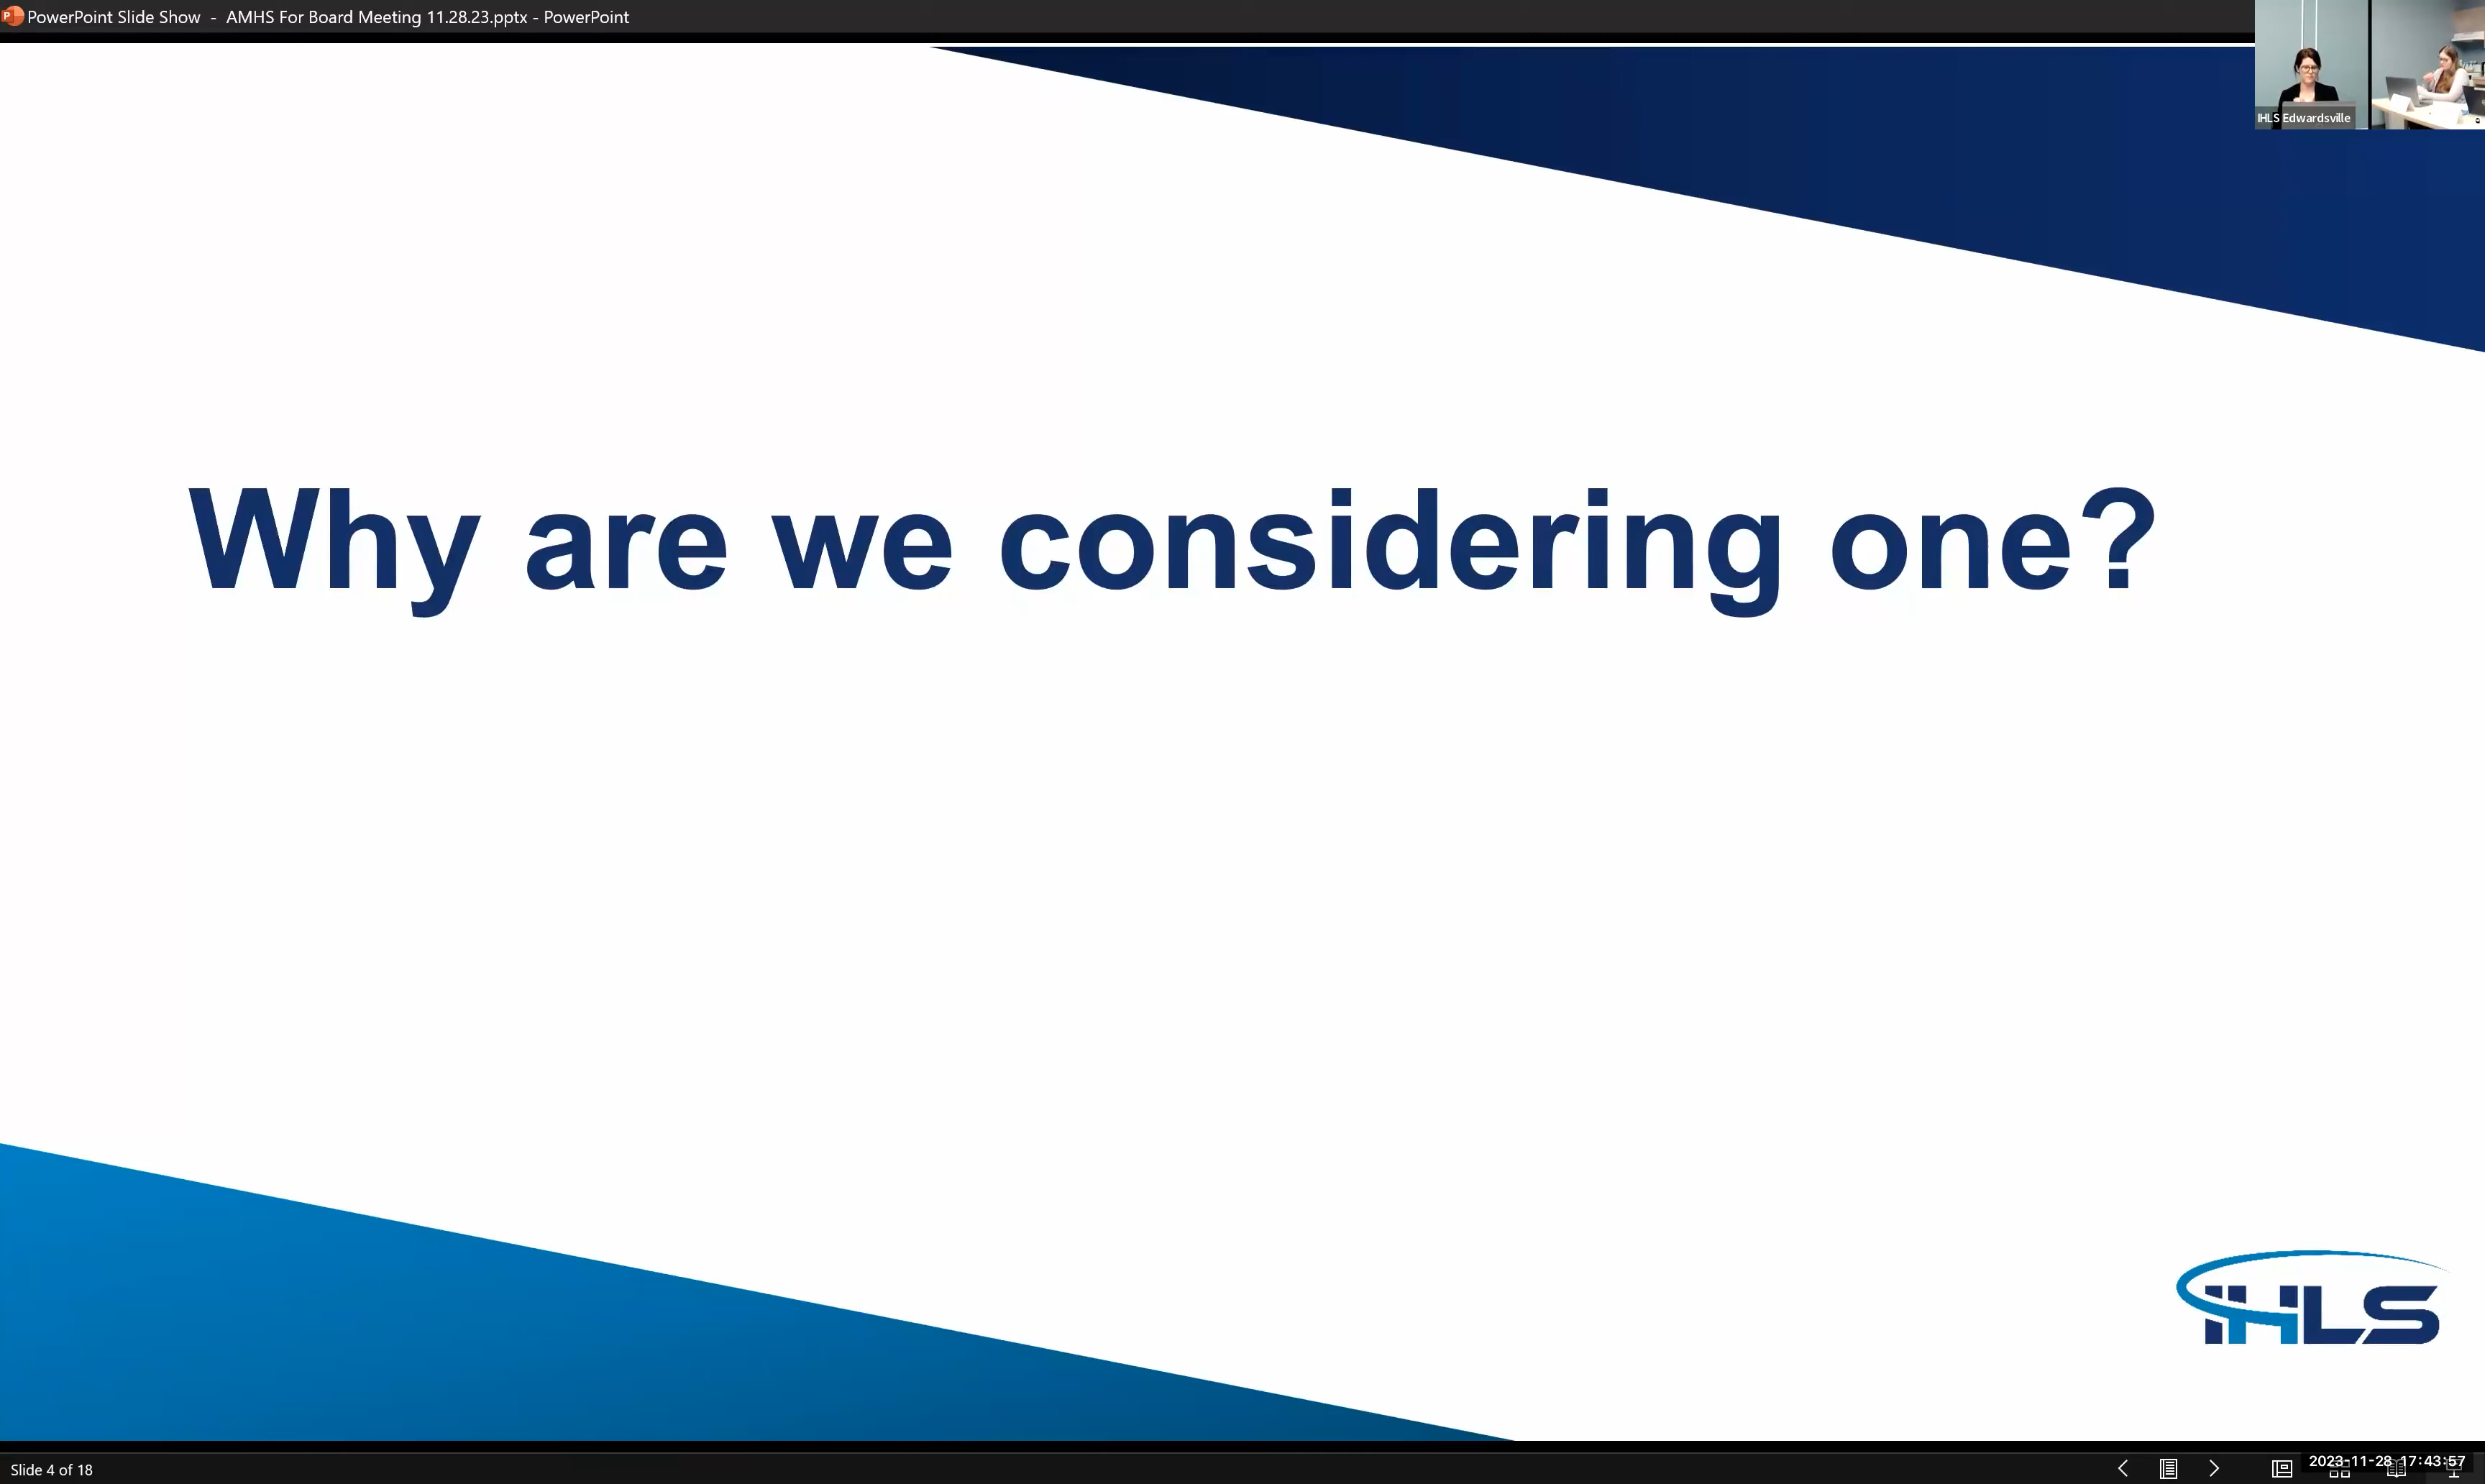 PowerPoint Slide Show - AMHS For Board Meeting 11.28.23.pptx - PowerPoint
IHLS Edwardsville
Why are we considering one?
IHLS
Slide 4 of 18
2023-11-28 17:43:57